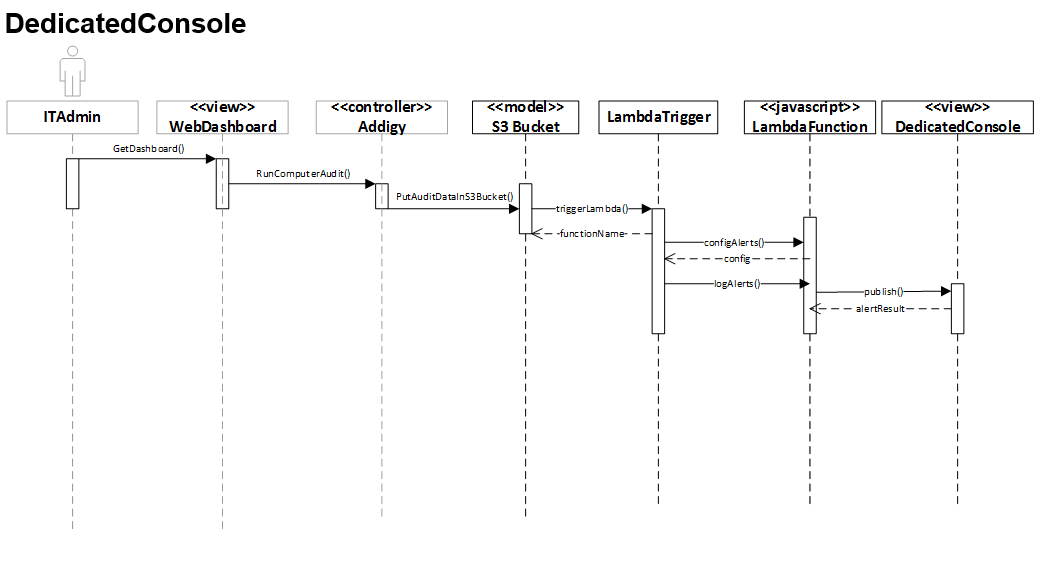 DedicatedConsole
ITAdmin
<<view>>
WebDashboard
<<controller>>
Addigy
<<model>>
S3 Bucket
LambdaTrigger
<<javascript>>
LambdaFunction
<<view>>
DedicatedConsole
GetDashboard()
RunComputerAudit()
PutAuditDataInS3Bucket()
triggerLambda()
functionName
configAlerts()
config
logAlerts()
publish()
alertResult